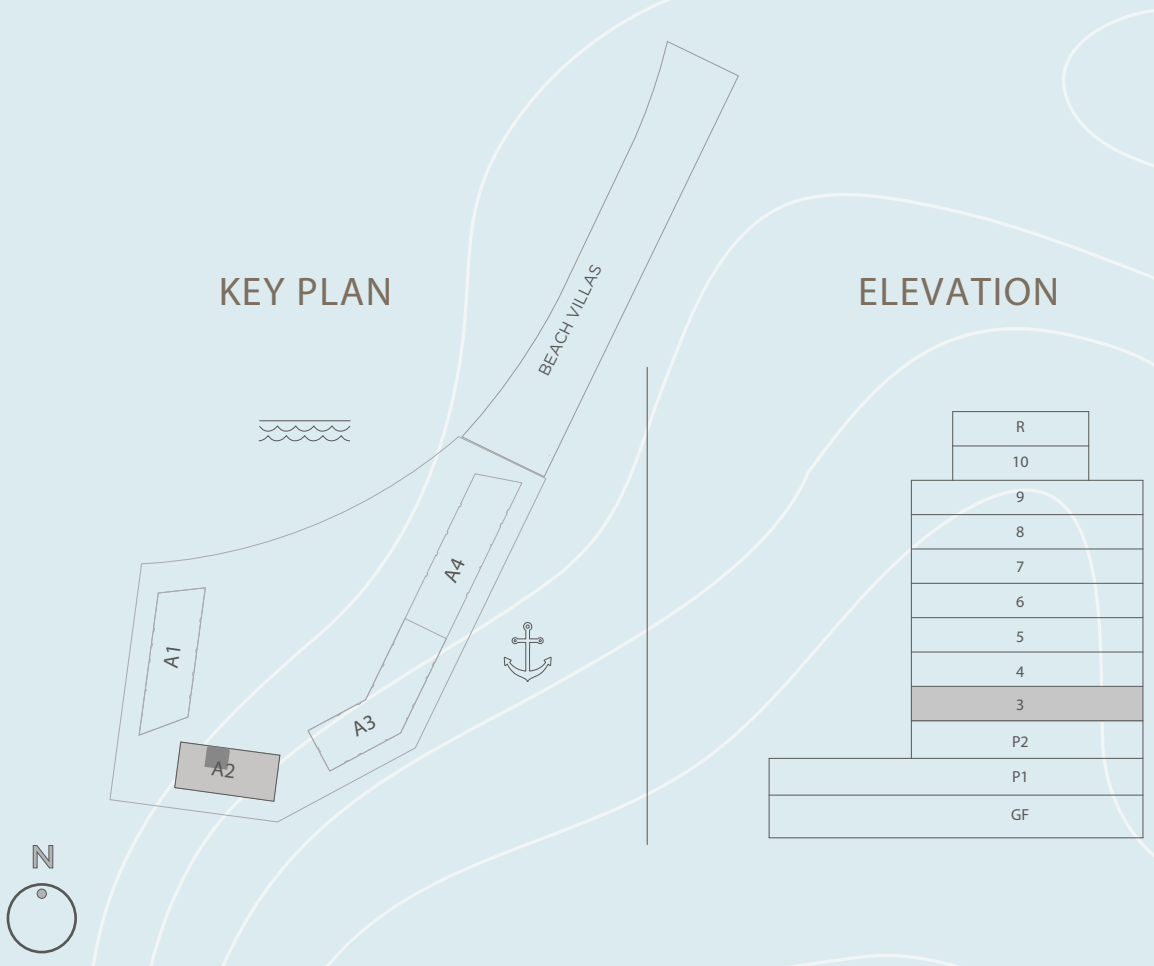 KEY PLAN
BEACH VILLAS
A4
A1
A3
A2
N
ELEVATION
R
10
9
8
7
6
5
4
3
P2
P1
GF